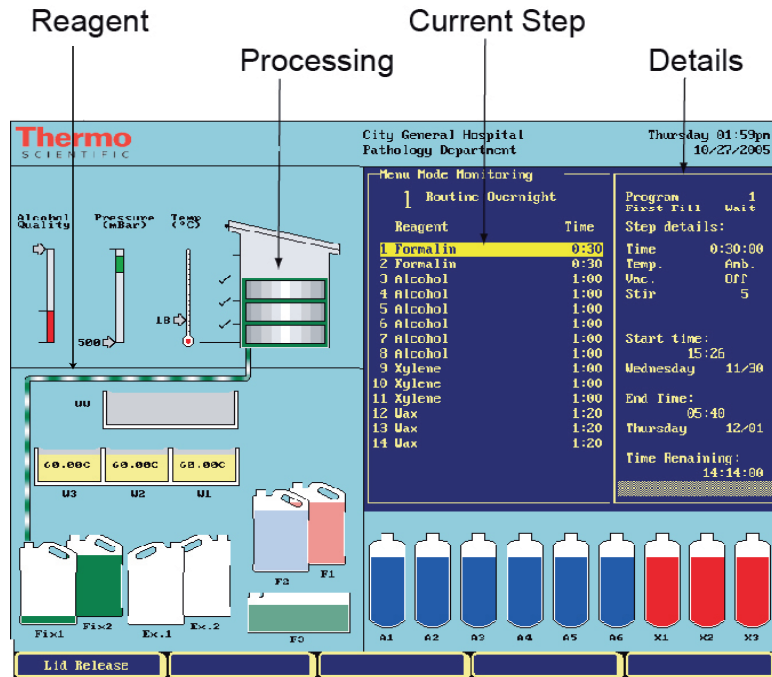 Reagent
Processing
Current Step
Details
Thermo
SCIENTIFIC
City General Hospital
Pathology Department
Thursday 01:59pm
10/27/2005
Alcohol
Quality
Pressure
(mBar)
Temp
(°C)
500
18
Menu Mode Monitoring
1 Routine Overnight
Reagent Time
1 Formalin 0:30
2 Formalin 0:30
3 Alcohol 1:00
4 Alcohol 1:00
5 Alcohol 1:00
6 Alcohol 1:00
7 Alcohol 1:00
8 Alcohol 1:00
9 Xylene 1:00
10 Xylene 1:00
11 Xylene 1:00
12 Wax 1:20
13 Wax 1:20
14 Wax 1:20
Program 1
First Fill Wait
Step details:
Time 0:30:00
Temp. Amb.
Vac. Off
Stir 5
Start time:
15:26
Wednesday 11/30
End Time:
05:40
Thursday 12/01
Time Remaining:
14:14:00
WW
60.00C 60.00C 60.00C
W3 W2 W1
F2 F1
Fix1 Fix2 Ex.1 Ex.2 F3
A1 A2 A3 A4 A5 A6 X1 X2 X3
Lid Release